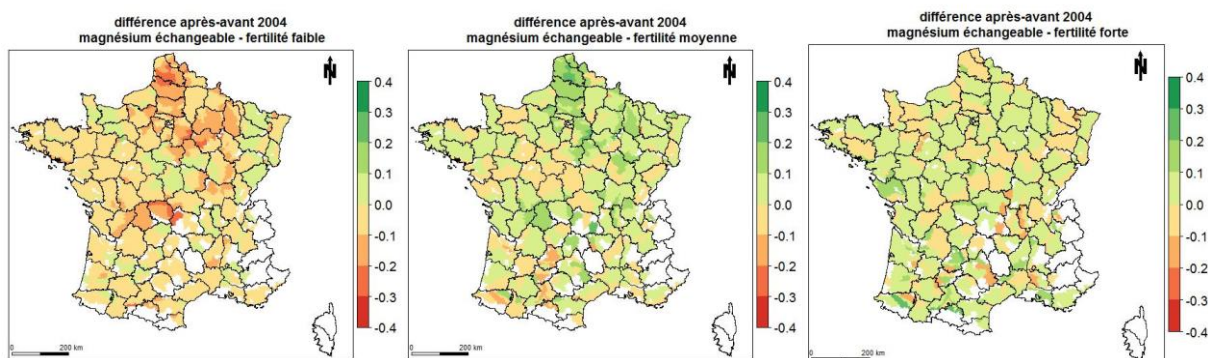 différence après-avant 2004
magnésium échangeable - fertilité faible
N
0.4
0.3
0.2
0.1
0.0
-0.1
-0.2
-0.3
-0.4
0 200 km
différence après-avant 2004
magnésium échangeable - fertilité moyenne
N
0.4
0.3
0.2
0.1
0.0
-0.1
-0.2
-0.3
-0.4
0 200 km
différence après-avant 2004
magnésium échangeable - fertilité forte
N
0.4
0.3
0.2
0.1
0.0
-0.1
-0.2
-0.3
-0.4
0 200 km